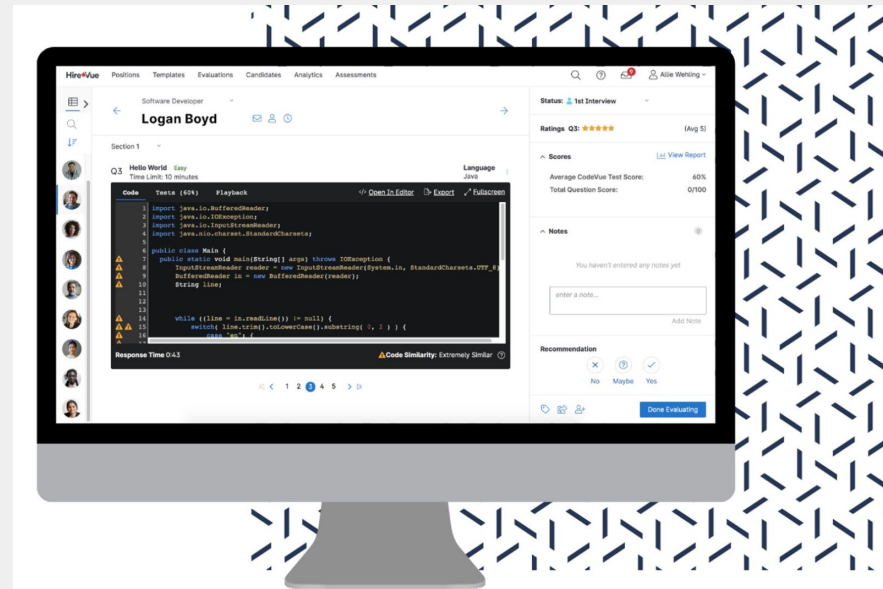 HireVue Positions Templates Evaluations Candidates Analytics Assessments
9
Allie Wehling
Software Developer
Logan Boyd
Section 1
Q3 Hello World Easy
Time Limit: 10 minutes
Language
Java
Code Tests (60%) Playback </> Open In Editor Export Fullscreen
1 import java.io.BufferedReader;
2 import java.io.IOException;
3 import java.io.InputStreamReader;
4 import java.nio.charset.StandardCharsets;
5
6 public class Main {
7 public static void main(String[] args) throws IOException {
8 InputStreamReader reader = new InputStreamReader(System.in, StandardCharsets.UTF_8)
9 BufferedReader in = new BufferedReader(reader);
10 String line;
11
12
13
14 while ((line = in.readLine()) != null) {
15 switch( line.trim().toLowerCase().substring( 0, 2 ) ) {
16 case "en": {
Response Time 0:43
Code Similarity: Extremely Similar
1 2 3 4 5
Status: 1st Interview
Ratings Q3: ★★★★★ (Avg 5)
Scores View Report
Average CodeVue Test Score: 60%
Total Question Score: 0/100
Notes
You haven't entered any notes yet
enter a note...
Add Note
Recommendation
No Maybe Yes
Done Evaluating